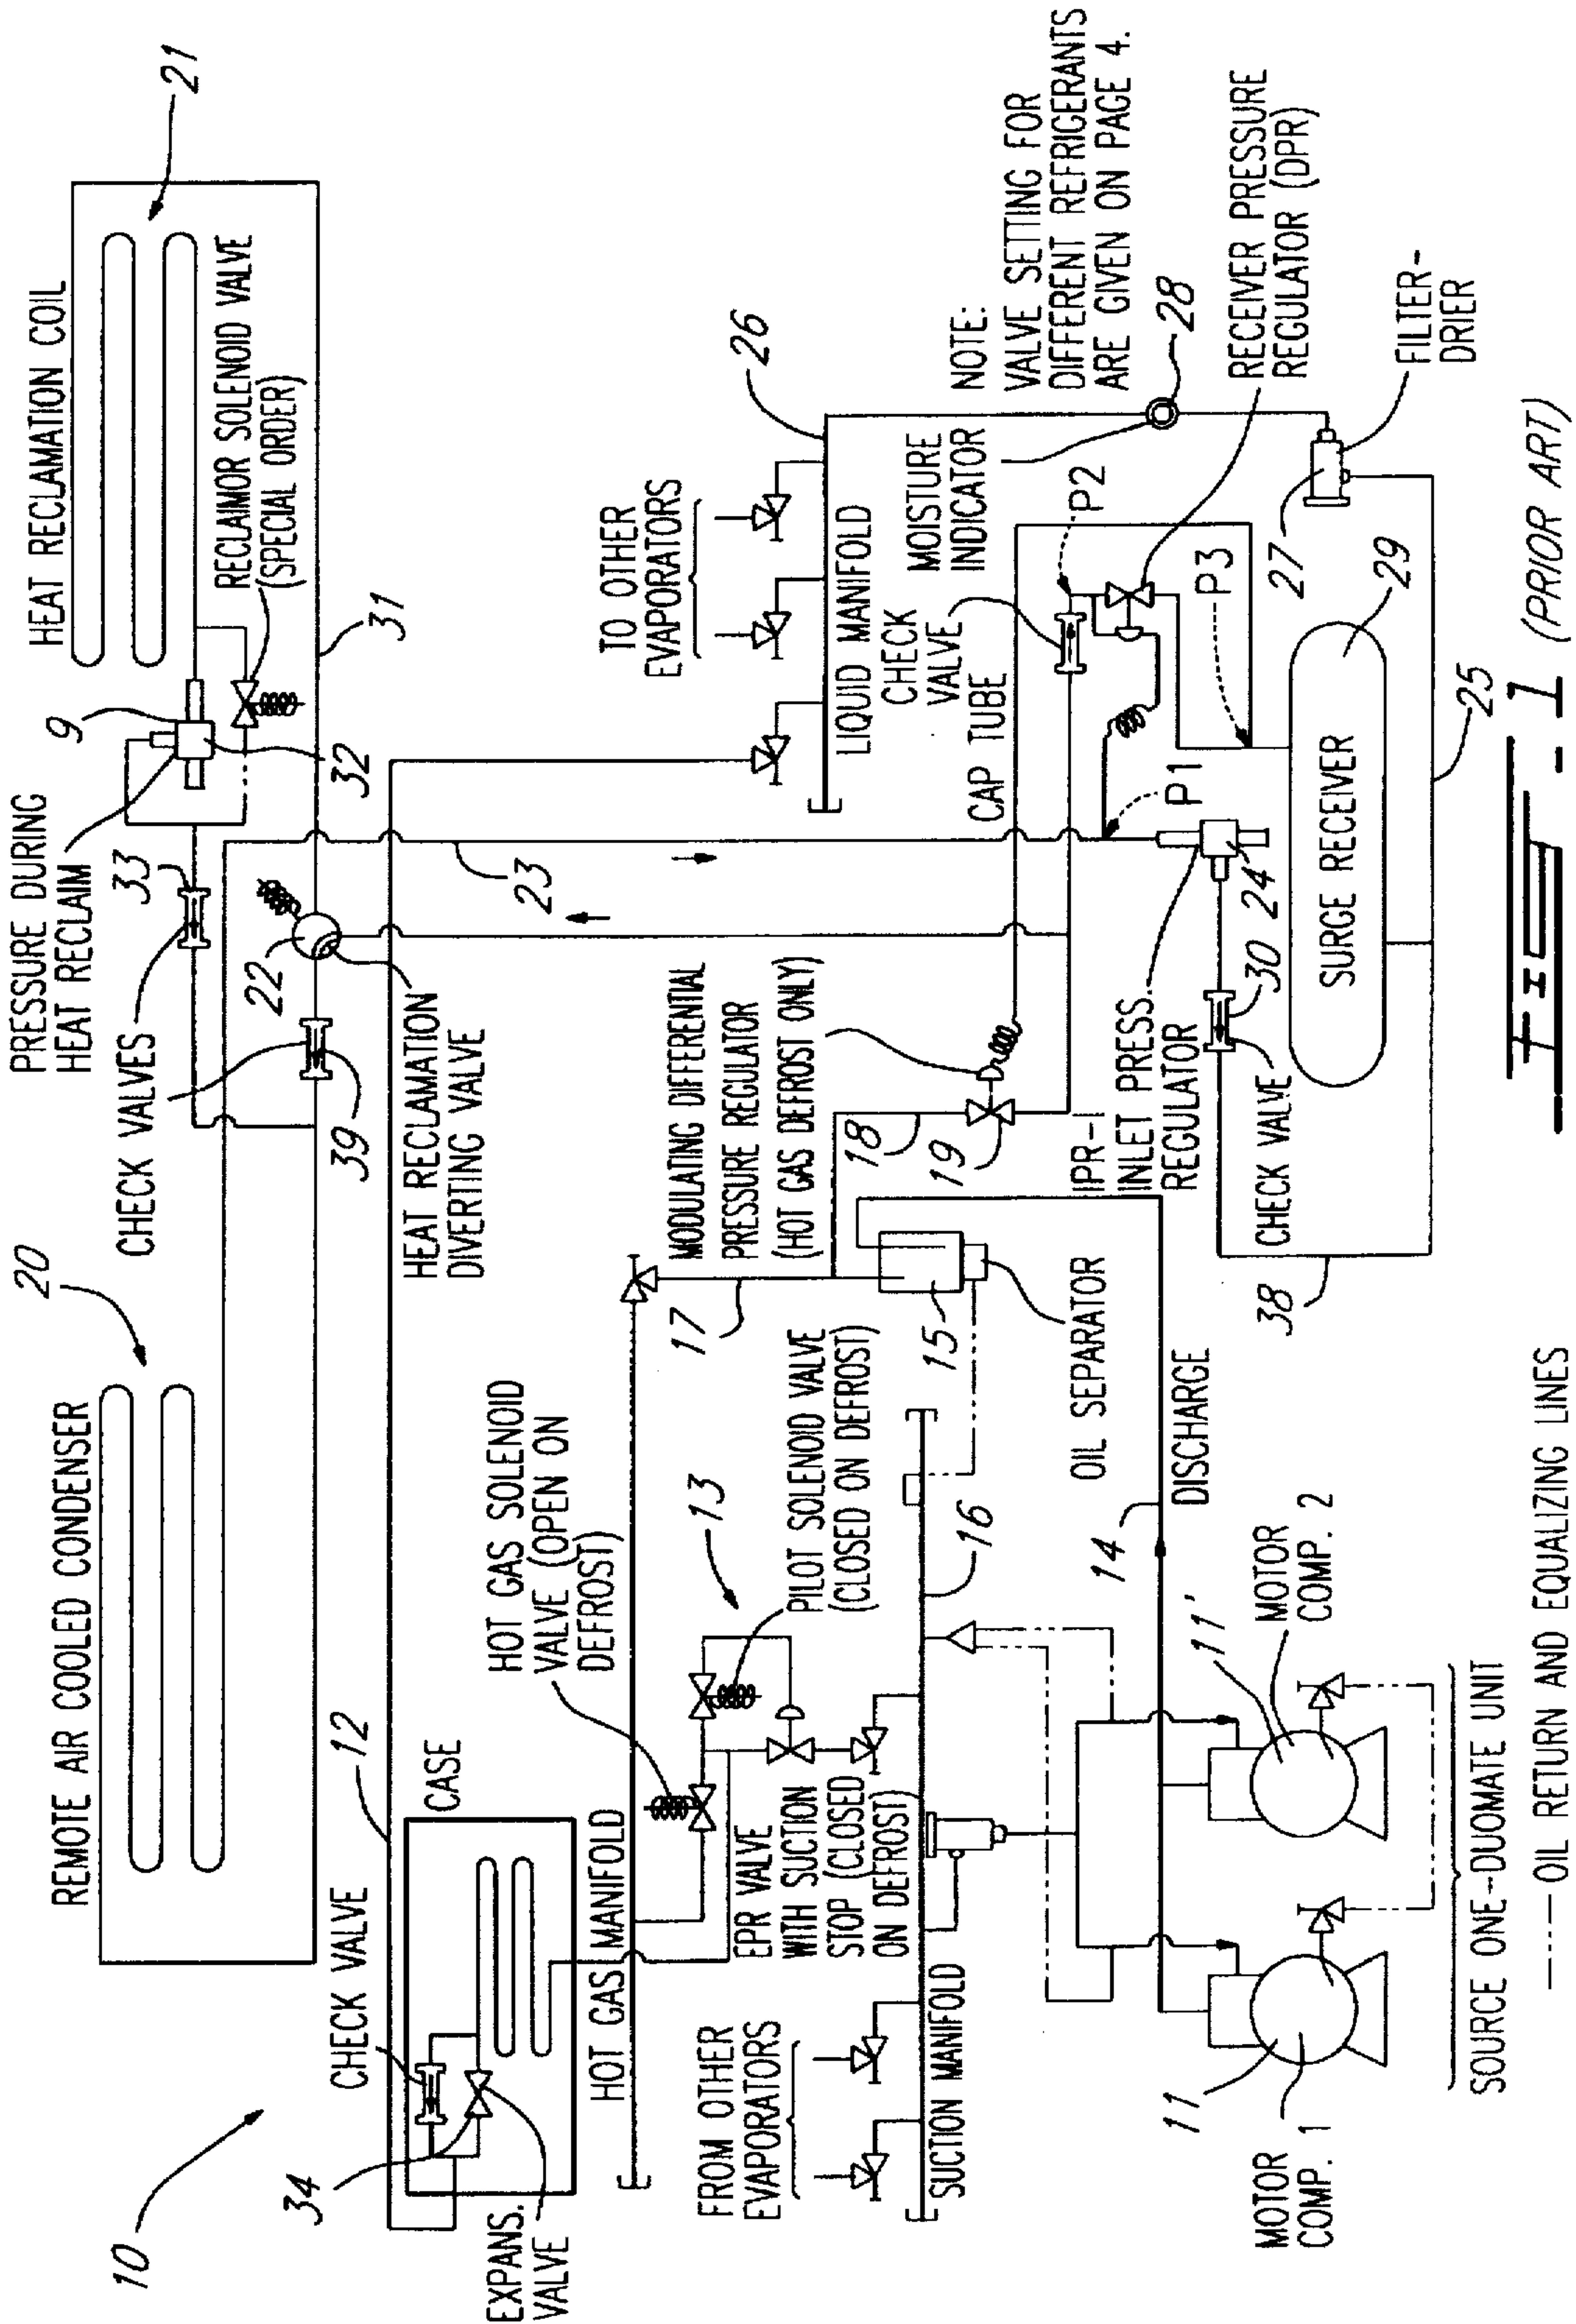 10
REMOTE AIR COOLED CONDENSER
20
CHECK VALVES
33
PRESSURE DURING
HEAT RECLAIM
9
32
HEAT RECLAMATION COIL
21
RECLAIMOR SOLENOID VALVE
(SPECIAL ORDER)
31
22
39
HEAT RECLAMATION
DIVERTING VALVE
23
12
CHECK VALVE
CASE
34
EXPANS.
VALVE
HOT GAS MANIFOLD
HOT GAS SOLENOID
VALVE (OPEN ON
DEFROST)
13
PILOT SOLENOID VALVE
(CLOSED ON DEFROST)
EPR VALVE
WITH SUCTION
STOP (CLOSED
ON DEFROST)
FROM OTHER
EVAPORATORS
SUCTION MANIFOLD
16
17
MODULATING DIFFERENTIAL
PRESSURE REGULATOR
(HOT GAS DEFROST ONLY)
18
19
15
OIL SEPARATOR
14
DISCHARGE
TO OTHER
EVAPORATORS
26
LIQUID MANIFOLD
CHECK
VALVE
CAP TUBE
MOISTURE
INDICATOR
NOTE:
VALVE SETTING FOR
DIFFERENT REFRIGERANTS
ARE GIVEN ON PAGE 4.
28
P2
RECEIVER PRESSURE
REGULATOR (DPR)
P1
P3
IPR-1
INLET PRESS.
REGULATOR
24
30
CHECK VALVE
SURGE RECEIVER
29
27
FILTER-
DRIER
25
38
11
MOTOR
COMP. 1
11'
MOTOR
COMP. 2
SOURCE ONE-DUOMATE UNIT
OIL RETURN AND EQUALIZING LINES
FIG-1 (PRIOR ART)